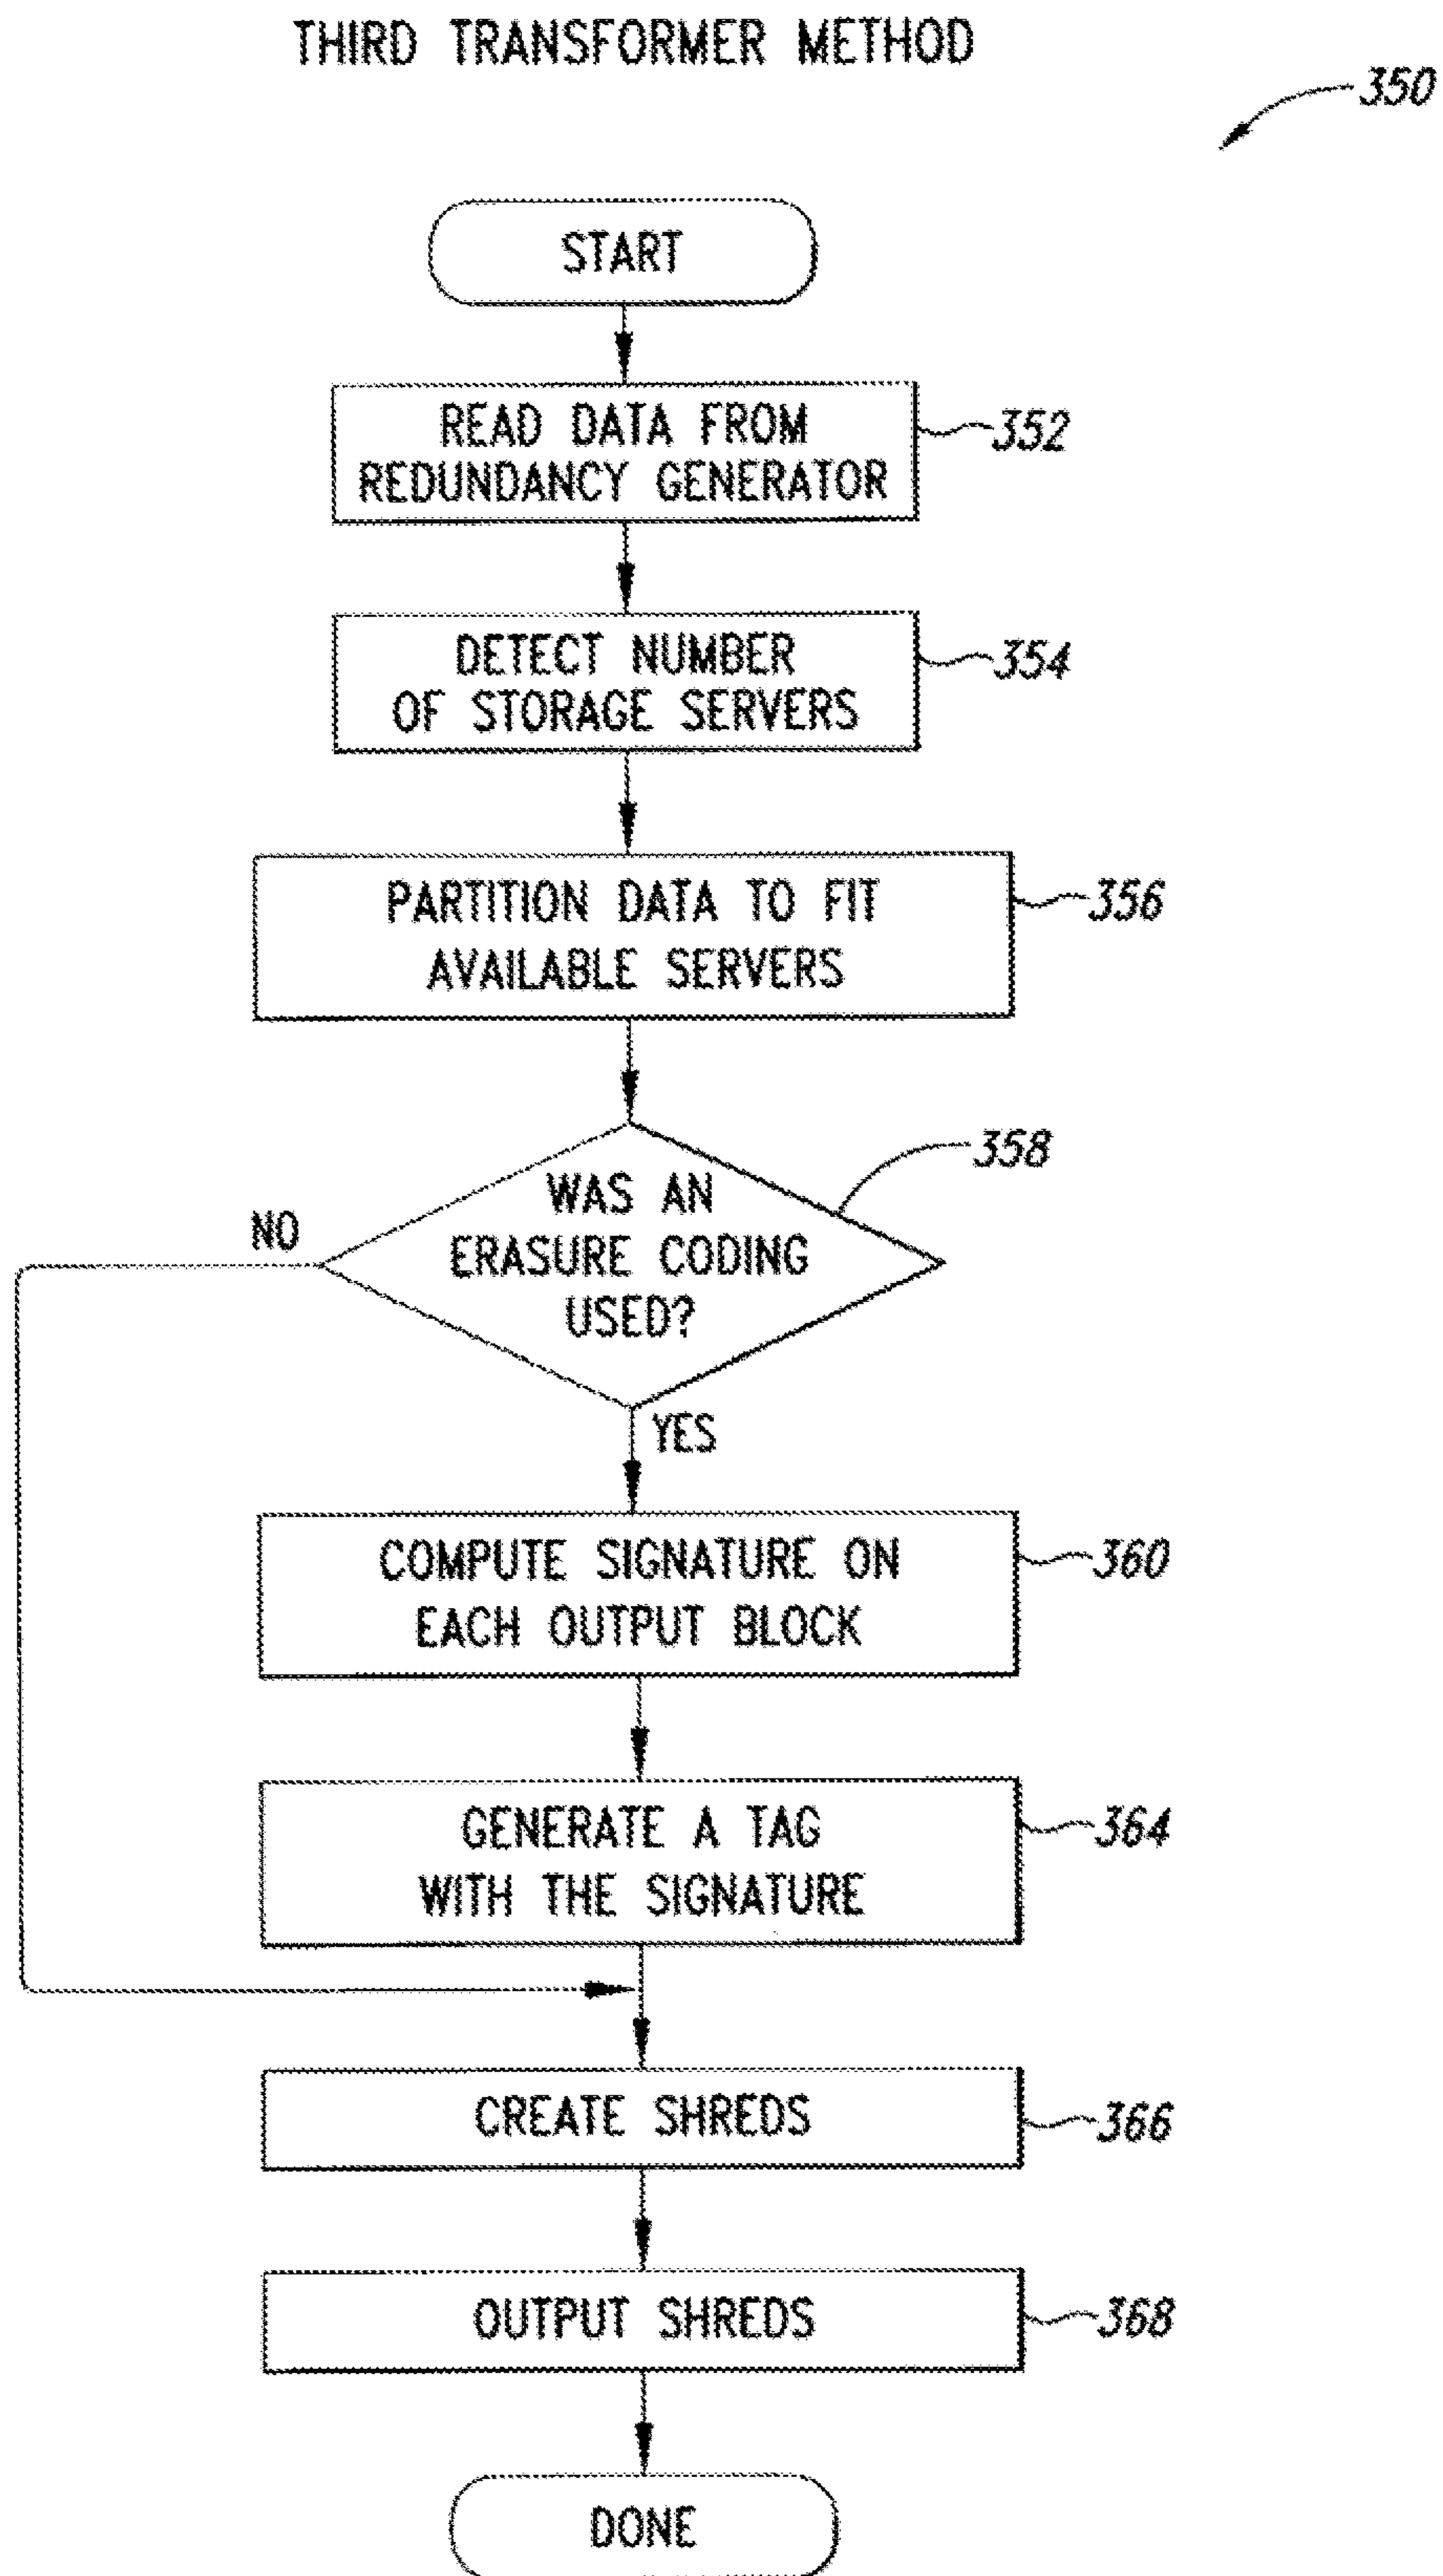 THIRD TRANSFORMER METHOD
350
START
READ DATA FROM
REDUNDANCY GENERATOR
352
DETECT NUMBER
OF STORAGE SERVERS
354
PARTITION DATA TO FIT
AVAILABLE SERVERS
356
WAS AN
ERASURE CODING
USED?
358
NO
YES
COMPUTE SIGNATURE ON
EACH OUTPUT BLOCK
360
GENERATE A TAG
WITH THE SIGNATURE
364
CREATE SHREDS
366
OUTPUT SHREDS
368
DONE